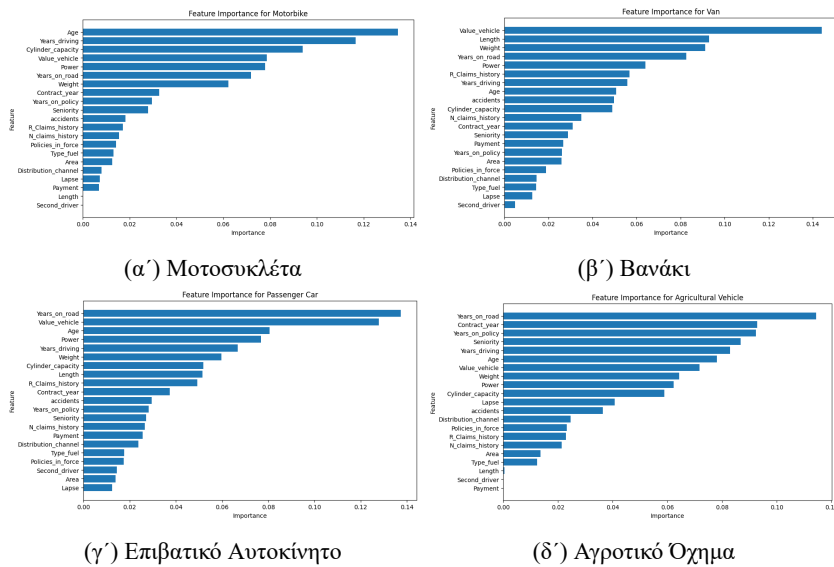 Feature Importance for Motorbike
Feature
Age
Years_driving
Cylinder_capacity
Value_vehicle
Power
Years_on_road
Weight
Contract_year
Years_on_policy
Seniority
accidents
R_Claims_history
N_claims_history
Policies_in_force
Type_fuel
Area
Distribution_channel
Lapse
Payment
Length
Second_driver
0.00 0.02 0.04 0.06 0.08 0.10 0.12 0.14
Importance
(α΄) Μοτοσυκλέτα
Feature Importance for Van
Feature
Value_vehicle
Length
Weight
Years_on_road
Power
R_Claims_history
Years_driving
Age
accidents
Cylinder_capacity
N_claims_history
Contract_year
Seniority
Payment
Years_on_policy
Area
Policies_in_force
Distribution_channel
Type_fuel
Lapse
Second_driver
0.00 0.02 0.04 0.06 0.08 0.10 0.12 0.14
Importance
(β΄) Βανάκι
Feature Importance for Passenger Car
Feature
Years_on_road
Value_vehicle
Age
Power
Years_driving
Weight
Cylinder_capacity
Length
R_Claims_history
Contract_year
accidents
Years_on_policy
Seniority
N_claims_history
Payment
Distribution_channel
Type_fuel
Policies_in_force
Second_driver
Area
Lapse
0.00 0.02 0.04 0.06 0.08 0.10 0.12 0.14
Importance
(γ΄) Επιβατικό Αυτοκίνητο
Feature Importance for Agricultural Vehicle
Feature
Years_on_road
Contract_year
Years_on_policy
Seniority
Years_driving
Age
Value_vehicle
Weight
Power
Cylinder_capacity
Lapse
accidents
Distribution_channel
Policies_in_force
R_Claims_history
N_claims_history
Area
Type_fuel
Length
Second_driver
Payment
0.00 0.02 0.04 0.06 0.08 0.10 0.12
Importance
(δ΄) Αγροτικό Όχημα